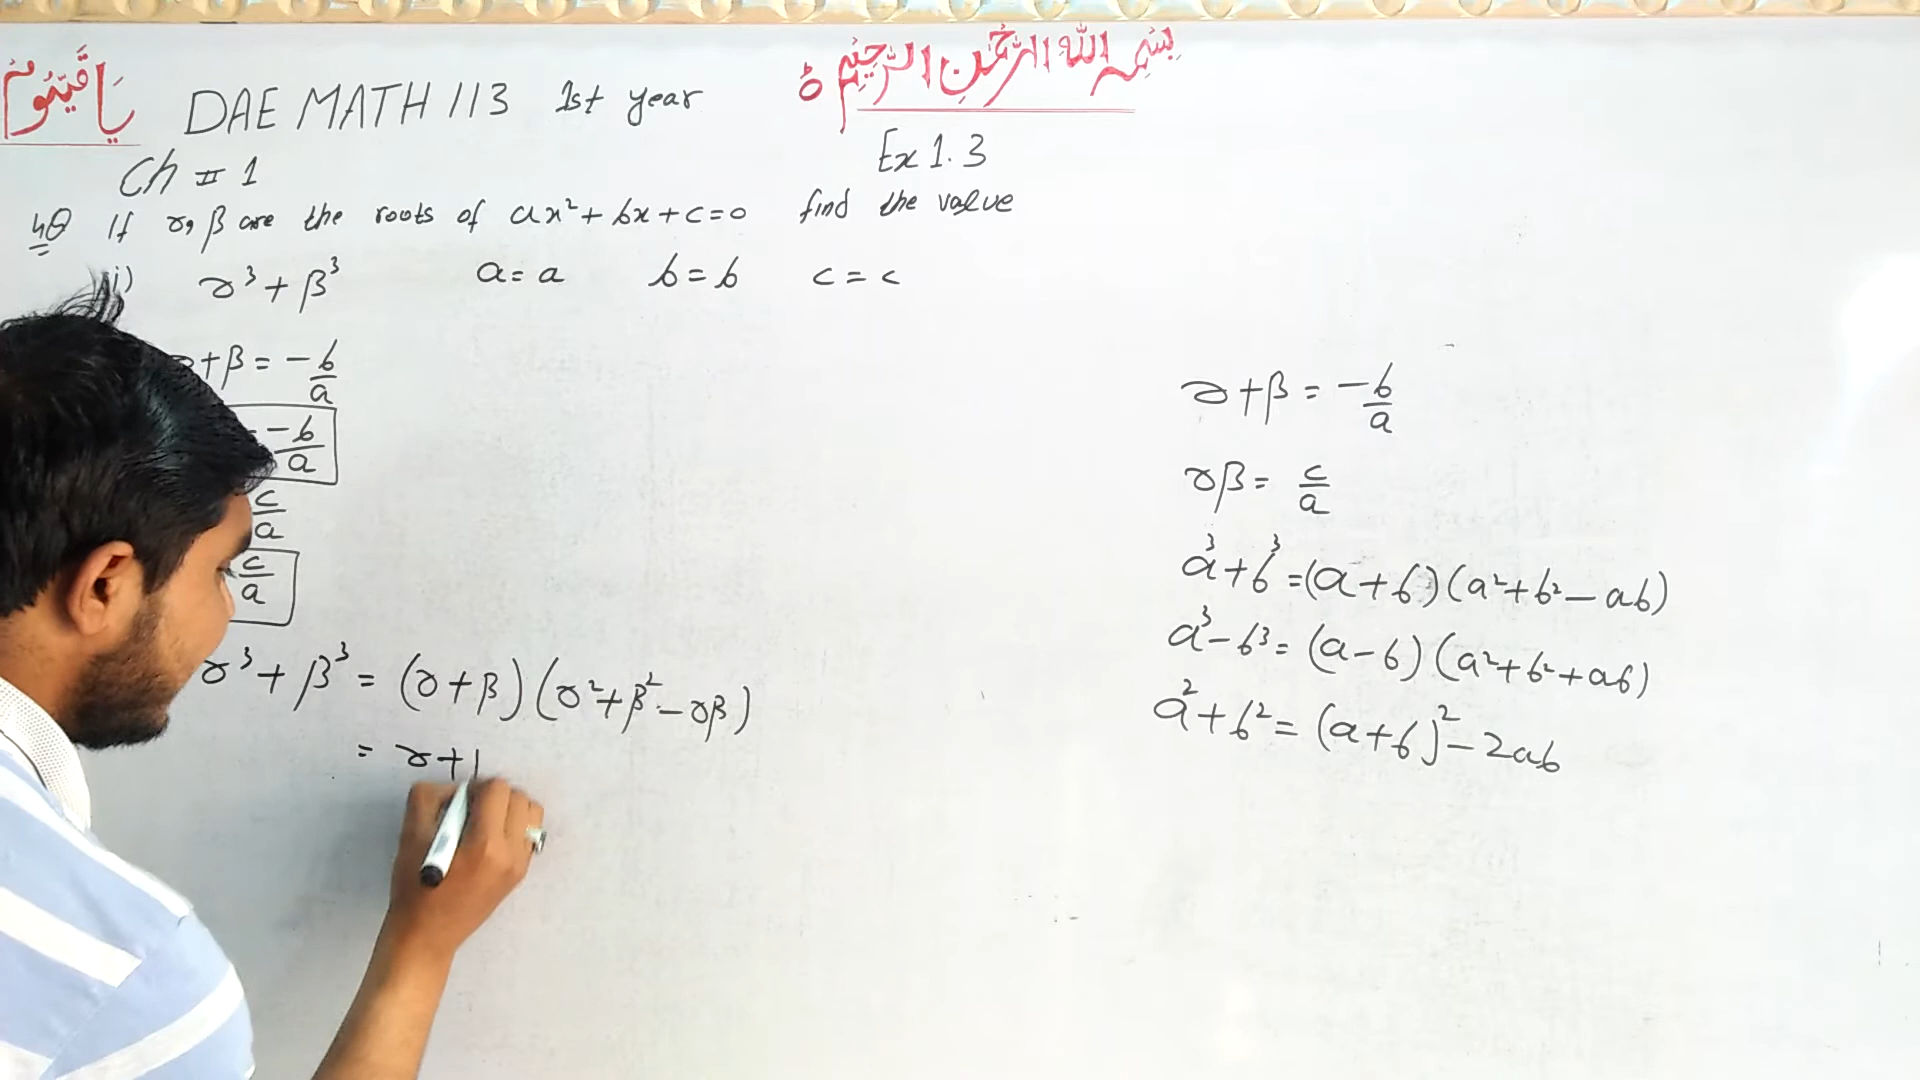 یَا قَیُّوْمُ
بِسْمِ اللهِ الرَّحْمٰنِ الرَّحِيْمِ ه
DAE MATH 113 1st year
Ch # 1
Ex 1.3
4Q If α, β are the roots of ax² + bx + c = 0 find the value
i) α³ + β³ a = a b = b c = c
+ β = -b/a
= -b/a
c/a
c/a
α³ + β³ = (α + β) (α² + β² - αβ)
= α +
α + β = -b/a
αβ = c/a
a³ + b³ = (a + b) (a² + b² - ab)
a³ - b³ = (a - b) (a² + b² + ab)
a² + b² = (a + b)² - 2ab